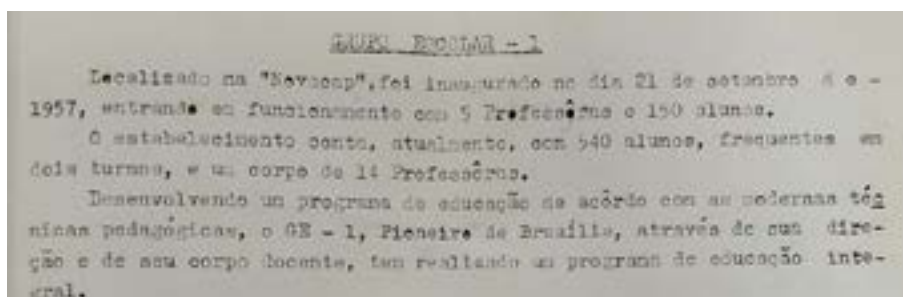 GRUPO ESCOLAR - 1
Localizado na "Novacap", foi inaugurado no dia 21 de setembro d e -
1957, entrando em funcionamento com 5 Professôras e 150 alunos.
O estabelecimento conta, atualmente, com 540 alunos, frequentes em
dois turnos, e um corpo de 14 Professôras.
Desenvolvendo um programa de educação de acôrdo com as modernas téc
nicas pedagógicas, o GE - 1, Pioneiro de Brasília, através de sua dire-
ção e de seu corpo docente, tem realizado um programa de educação inte-
gral.